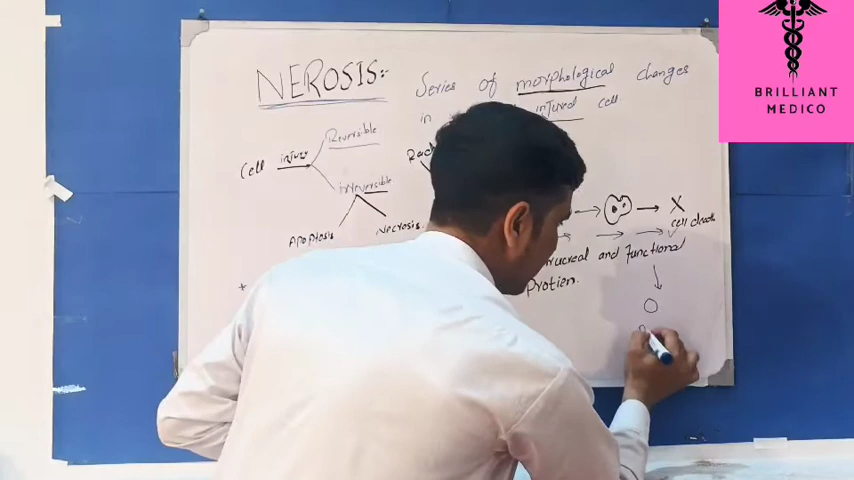 NEROSIS:-
Series of morphological changes
in injured cell
Cell injury
Reversible
irreversible
Apoptosis
Necrosis.
Rad
X
cell death
and Functional
Protien.
BRILLIANT
MEDICO